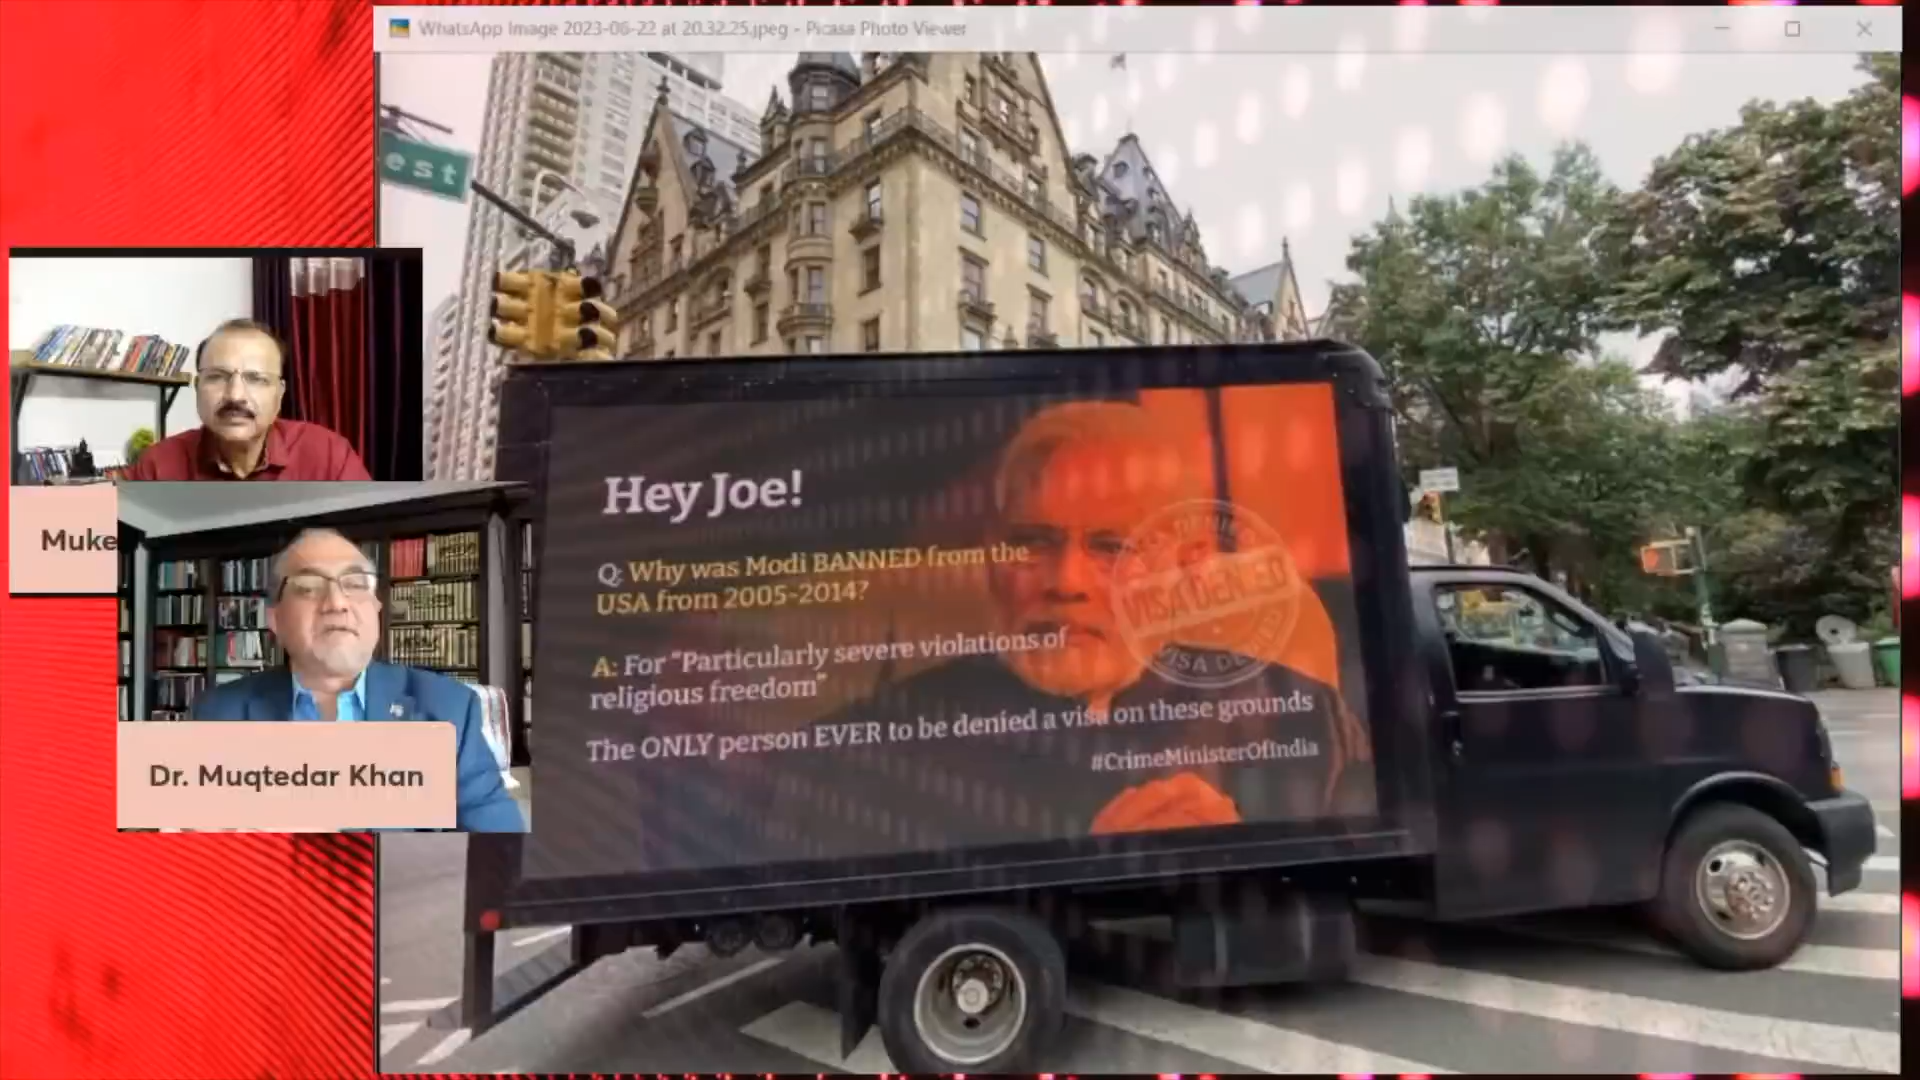 WhatsApp Image 2023-06-22 at 20.32.25.jpeg - Picasa Photo Viewer
est
Hey Joe!
Q: Why was Modi BANNED from the
USA from 2005-2014?
A: For “Particularly severe violations of
religious freedom”
The ONLY person EVER to be denied a visa on these grounds
#CrimeMinisterOfIndia
VISA DENIED
Muke
Dr. Muqtedar Khan